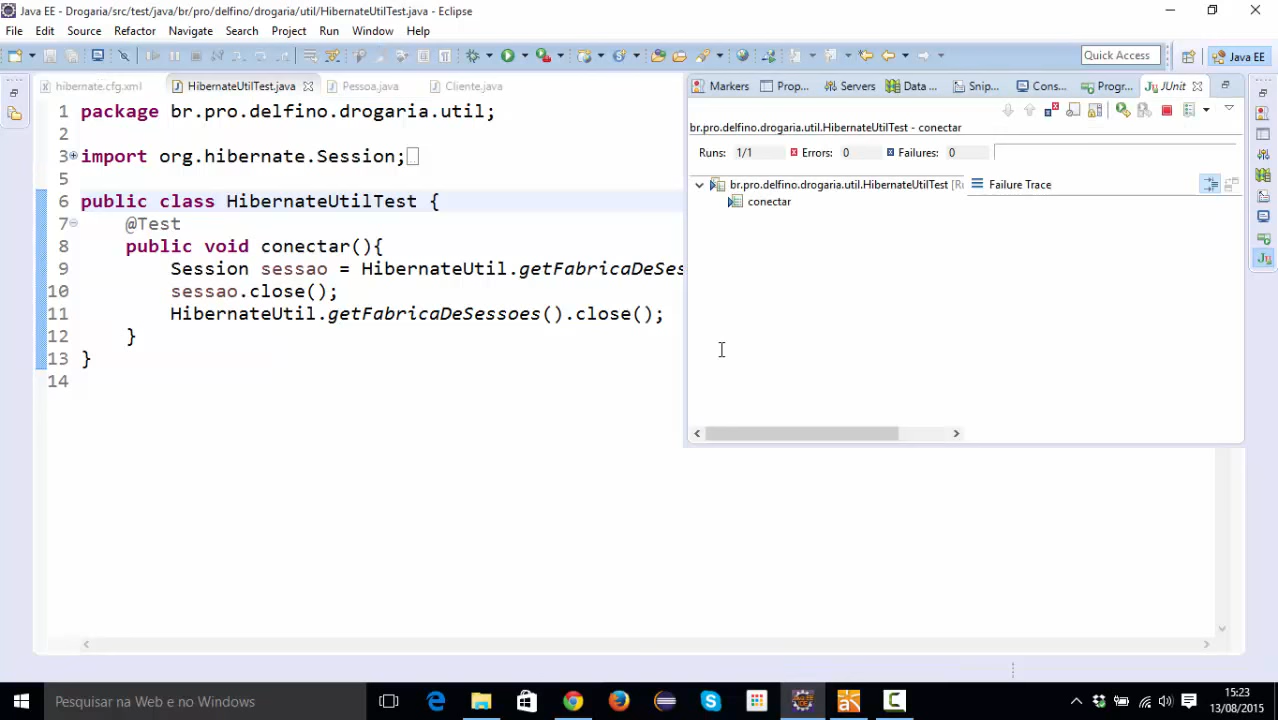 Java EE - Drogaria/src/test/java/br/pro/delfino/drogaria/util/HibernateUtilTest.java - Eclipse
File Edit Source Refactor Navigate Search Project Run Window Help
Quick Access
Java EE
hibernate.cfg.xml HibernateUtilTest.java Pessoa.java Cliente.java
Markers Prop... Servers Data ... Snip... Cons... Progr... JUnit
1 package br.pro.delfino.drogaria.util;
2
3 import org.hibernate.Session;
5
6 public class HibernateUtilTest {
7 @Test
8 public void conectar(){
9 Session sessao = HibernateUtil.getFabricaDeSes
10 sessao.close();
11 HibernateUtil.getFabricaDeSessoes().close();
12 }
13 }
14
br.pro.delfino.drogaria.util.HibernateUtilTest - conectar
Runs: 1/1 Errors: 0 Failures: 0
br.pro.delfino.drogaria.util.HibernateUtilTest [Ru
Failure Trace
conectar
Pesquisar na Web e no Windows
15:23
13/08/2015